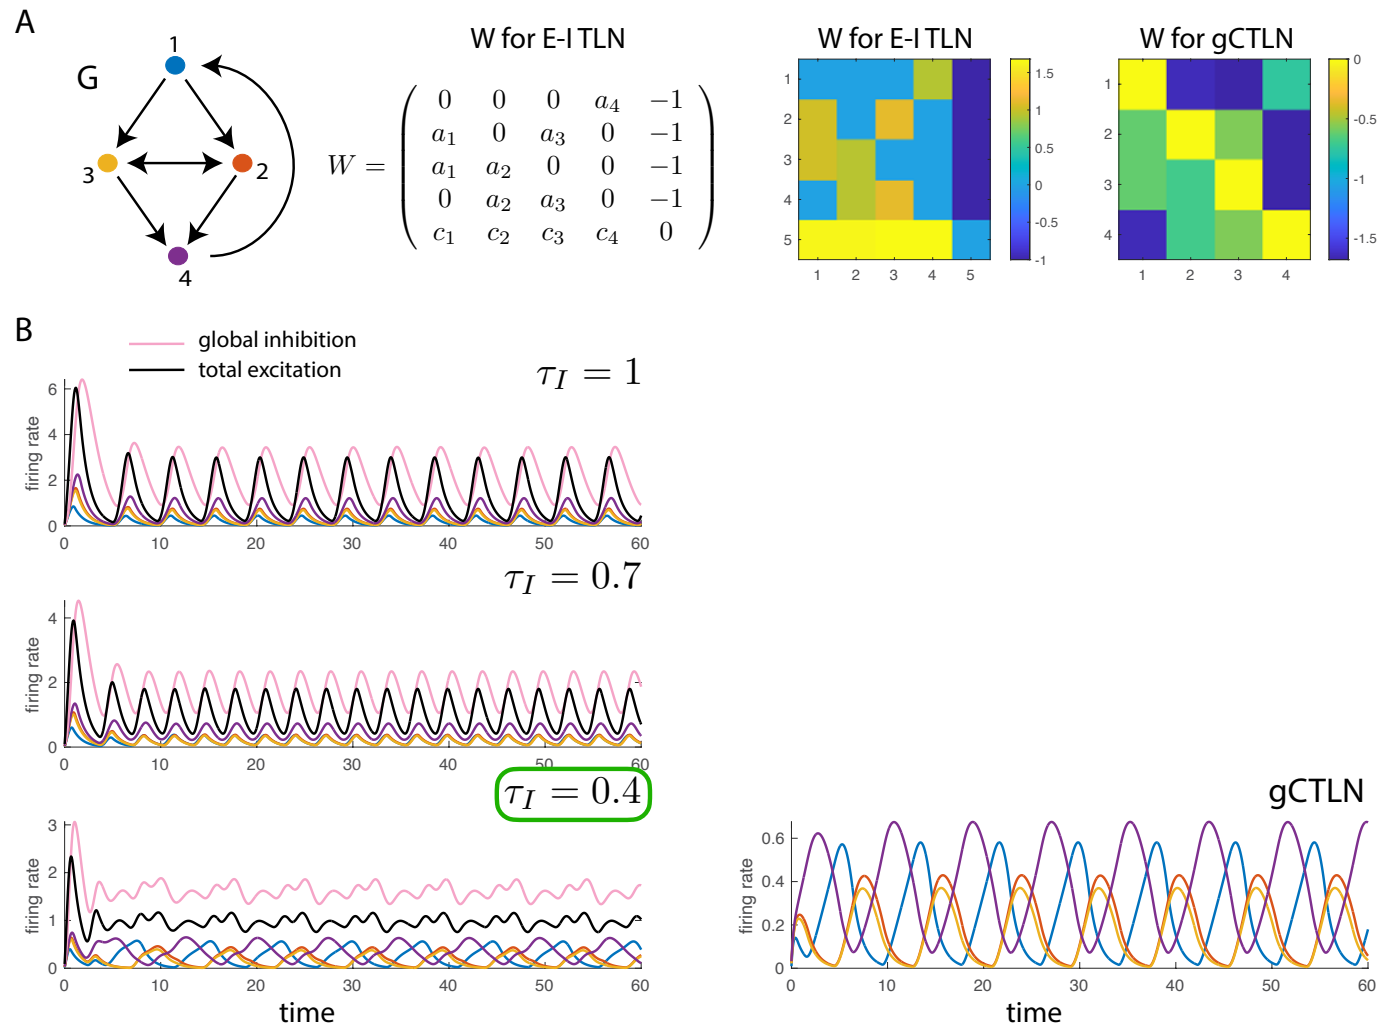 A
G
1
3
2
4
W for E-I TLN
W =
0 0 0 a₄ −1
a₁ 0 a₃ 0 −1
a₁ a₂ 0 0 −1
0 a₂ a₃ 0 −1
c₁ c₂ c₃ c₄ 0
W for E-I TLN
1
2
3
4
5
1 2 3 4 5
1.5
1
0.5
0
-0.5
-1
W for gCTLN
1
2
3
4
1 2 3 4
0
-0.5
-1
-1.5
B
global inhibition
total excitation
τ_I = 1
firing rate
6
4
2
0
0 10 20 30 40 50 60
τ_I = 0.7
firing rate
4
2
0
0 10 20 30 40 50 60
τ_I = 0.4
firing rate
3
2
1
0
0 10 20 30 40 50 60
time
gCTLN
firing rate
0.6
0.4
0.2
0
0 10 20 30 40 50 60
time